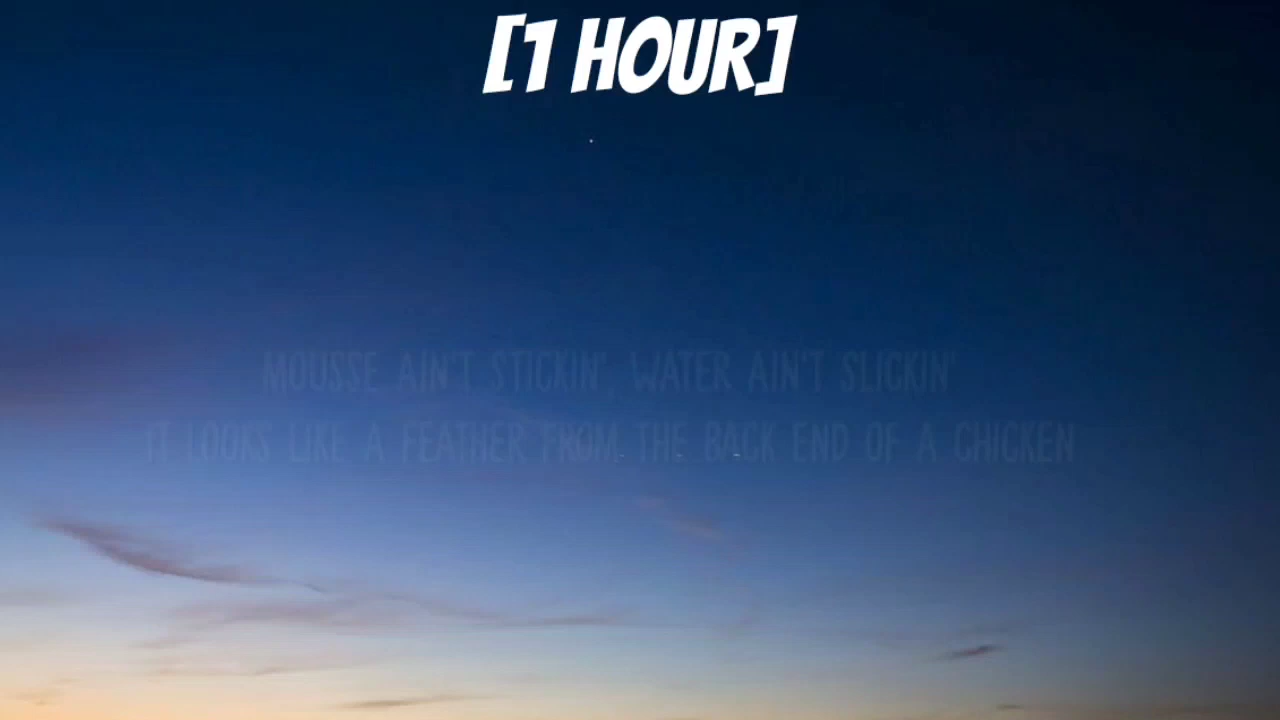 [1 HOUR]
MOUSSE AIN'T STICKIN', WATER AIN'T SLICKIN'
IT LOOKS LIKE A FEATHER FROM THE BACK END OF A CHICKEN